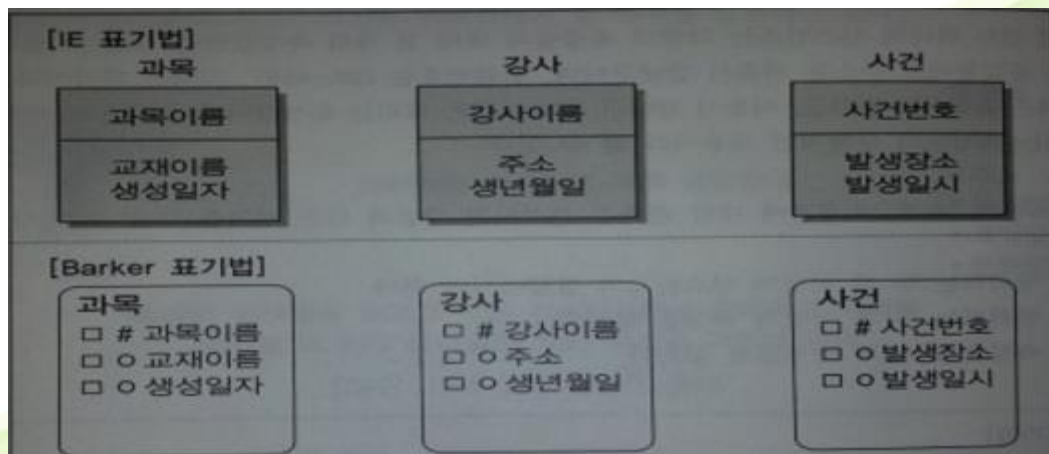 [IE 표기법]
과목 강사 사건
과목이름 강사이름 사건번호
교재이름 주소 발생장소
생성일자 생년월일 발생일시
[Barker 표기법]
과목 강사 사건
□ # 과목이름 □ # 강사이름 □ # 사건번호
□ o 교재이름 □ o 주소 □ o 발생장소
□ o 생성일자 □ o 생년월일 □ o 발생일시